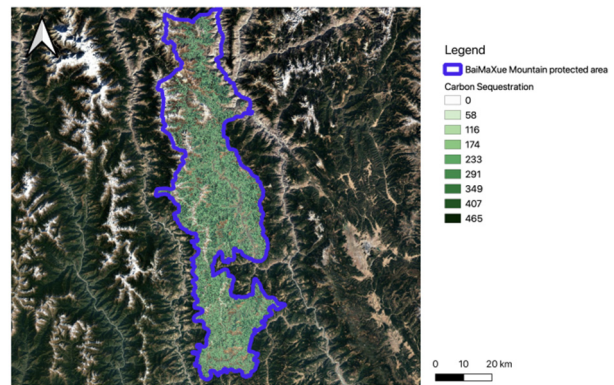 Legend
BaiMaXue Mountain protected area
Carbon Sequestration
0
58
116
174
233
291
349
407
465
0 10 20 km